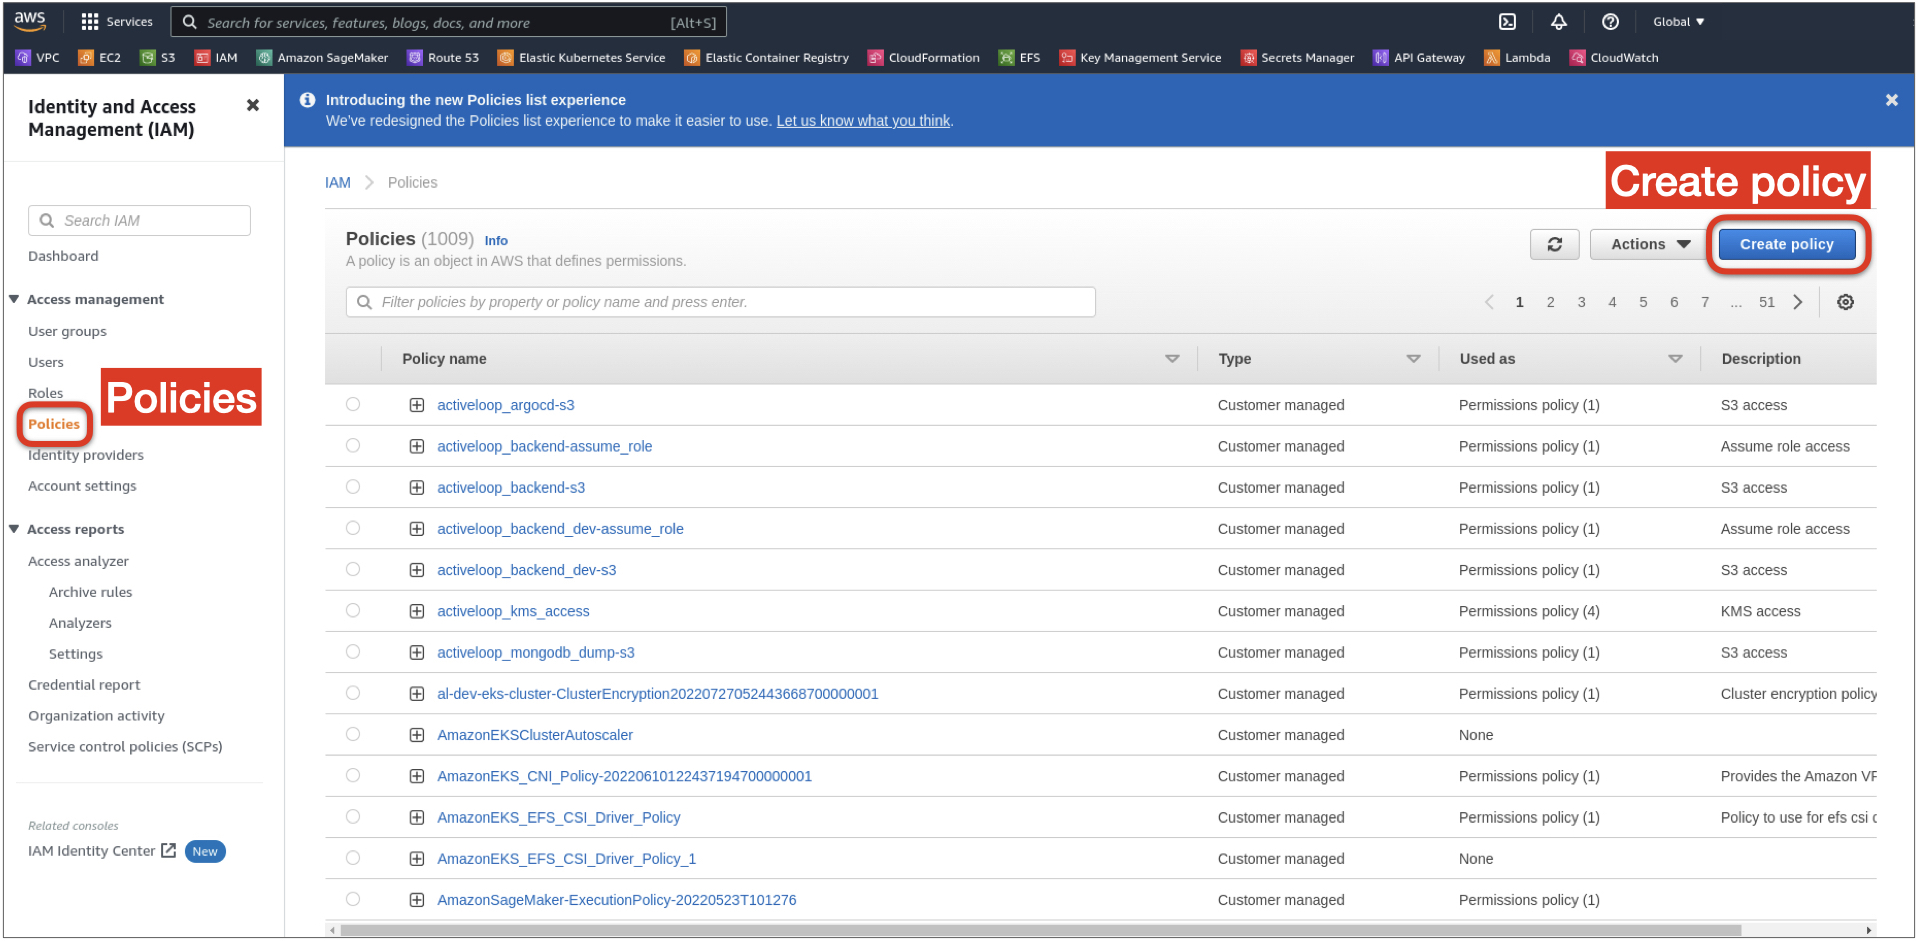 aws
Services
Search for services, features, blogs, docs, and more [Alt+S]
Global
VPC EC2 S3 IAM Amazon SageMaker Route 53 Elastic Kubernetes Service Elastic Container Registry CloudFormation EFS Key Management Service Secrets Manager API Gateway Lambda CloudWatch
Identity and Access
Management (IAM)
Search IAM
Dashboard
Access management
User groups
Users
Roles
Policies
Policies
Identity providers
Account settings
Access reports
Access analyzer
Archive rules
Analyzers
Settings
Credential report
Organization activity
Service control policies (SCPs)
Related consoles
IAM Identity Center New
Introducing the new Policies list experience
We've redesigned the Policies list experience to make it easier to use. Let us know what you think.
IAM Policies
Create policy
Policies (1009) Info
A policy is an object in AWS that defines permissions.
Actions
Create policy
Filter policies by property or policy name and press enter.
1 2 3 4 5 6 7 ... 51
Policy name Type Used as Description
activeloop_argocd-s3 Customer managed Permissions policy (1) S3 access
activeloop_backend-assume_role Customer managed Permissions policy (1) Assume role access
activeloop_backend-s3 Customer managed Permissions policy (1) S3 access
activeloop_backend_dev-assume_role Customer managed Permissions policy (1) Assume role access
activeloop_backend_dev-s3 Customer managed Permissions policy (1) S3 access
activeloop_kms_access Customer managed Permissions policy (4) KMS access
activeloop_mongodb_dump-s3 Customer managed Permissions policy (1) S3 access
al-dev-eks-cluster-ClusterEncryption20220727052443668700000001 Customer managed Permissions policy (1) Cluster encryption policy
AmazonEKSClusterAutoscaler Customer managed None
AmazonEKS_CNI_Policy-20220610122437194700000001 Customer managed Permissions policy (1) Provides the Amazon VP
AmazonEKS_EFS_CSI_Driver_Policy Customer managed Permissions policy (1) Policy to use for efs csi
AmazonEKS_EFS_CSI_Driver_Policy_1 Customer managed None
AmazonSageMaker-ExecutionPolicy-20220523T101276 Customer managed Permissions policy (1)